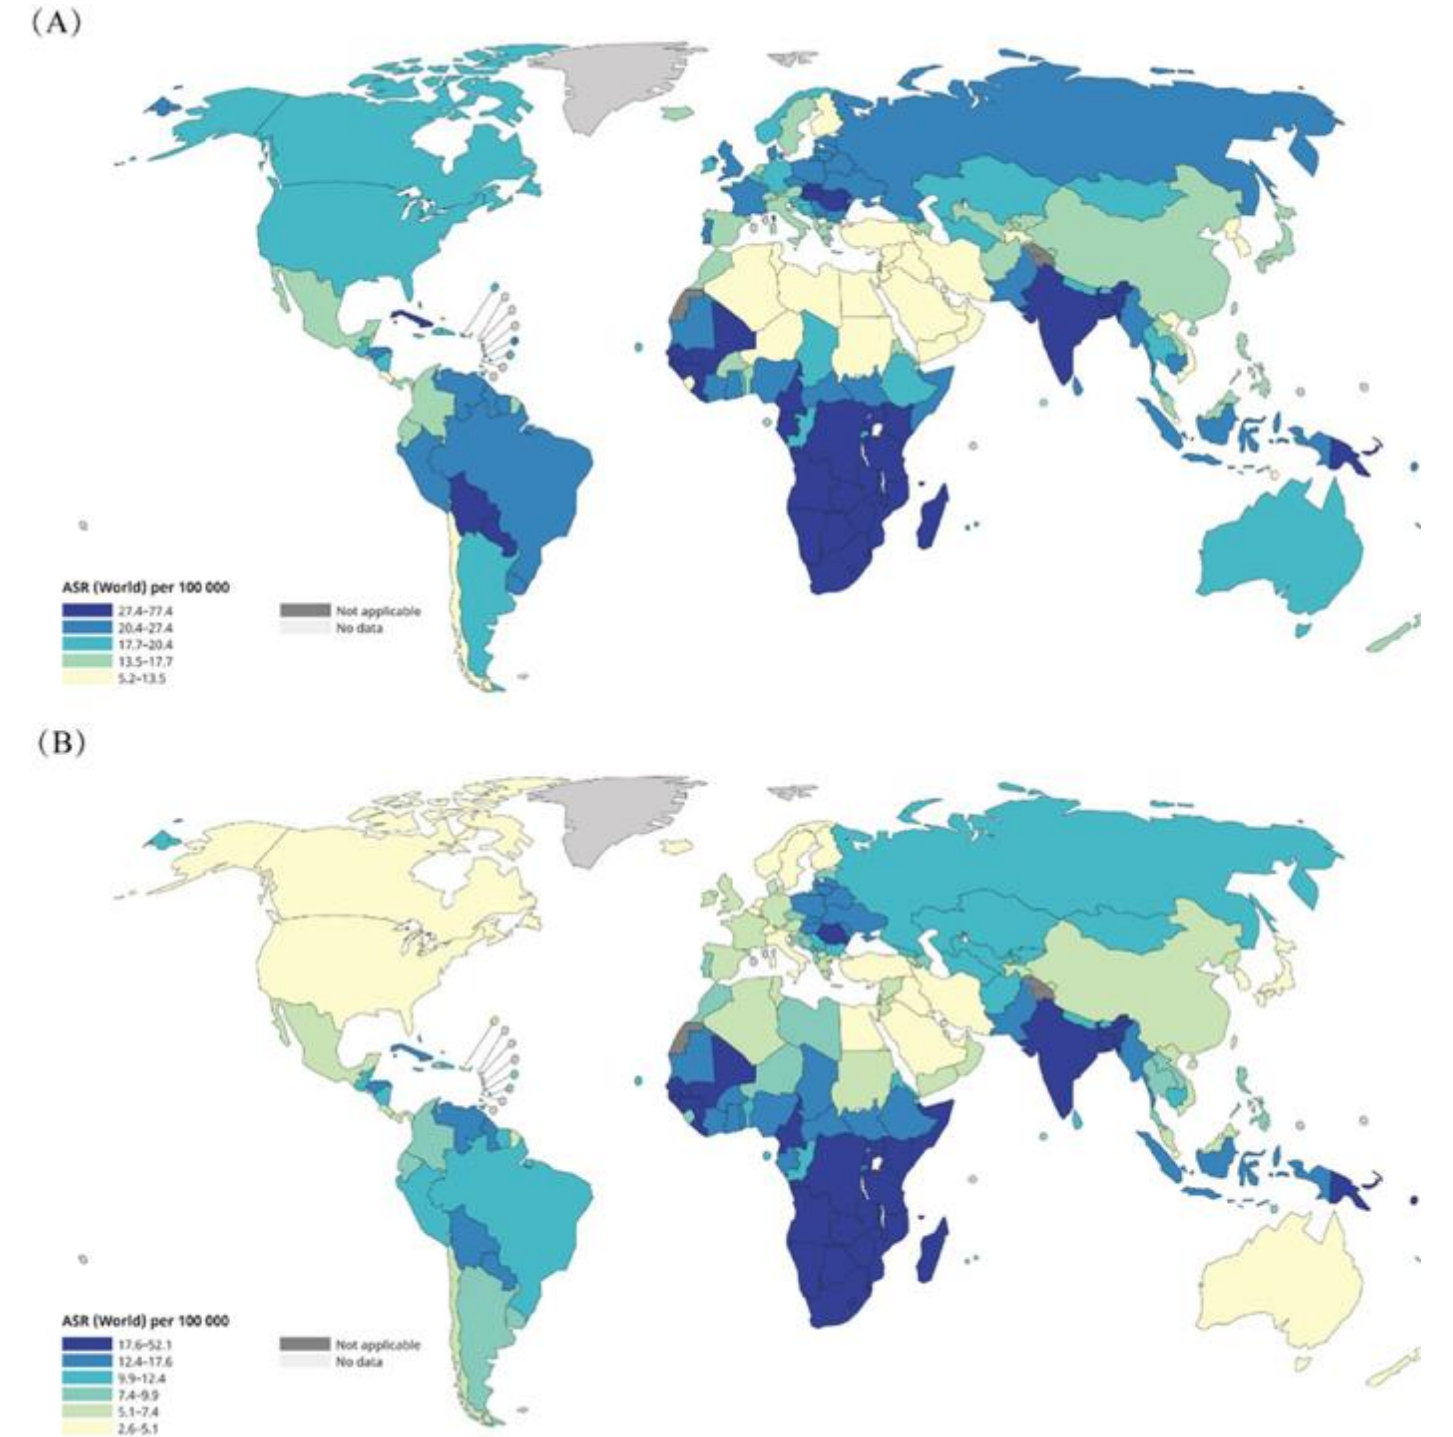 (A)
ASR (World) per 100 000
27.4–77.4
20.4–27.4
17.7–20.4
13.5–17.7
5.2–13.5
Not applicable
No data
(B)
ASR (World) per 100 000
17.6–52.1
12.4–17.6
9.9–12.4
7.4–9.9
5.1–7.4
2.6–5.1
Not applicable
No data